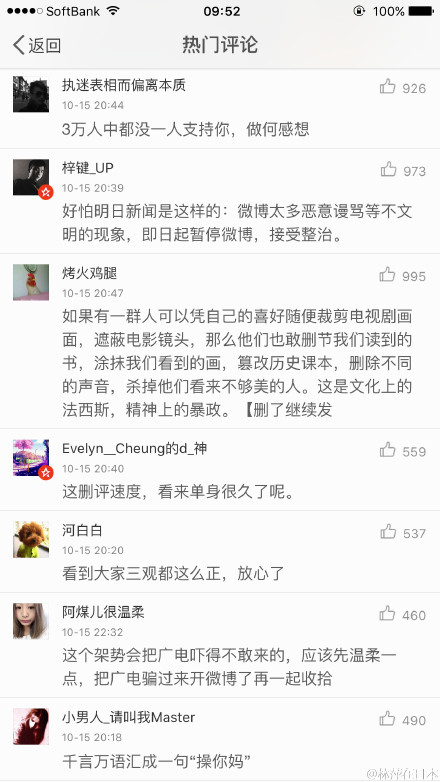 SoftBank 09:52 100%
返回 热门评论
执迷表相而偏离本质 926
10-15 20:44
3万人中都没一人支持你，做何感想
梓键_UP 973
10-15 20:39
好怕明日新闻是这样的：微博太多恶意谩骂等不文
明的现象，即日起暂停微博，接受整治。
烤火鸡腿 995
10-15 20:47
如果有一群人可以凭自己的喜好随便裁剪电视剧画
面，遮蔽电影镜头，那么他们也敢删节我们读到的
书，涂抹我们看到的画，篡改历史课本，删除不同
的声音，杀掉他们看来不够美的人。这是文化上的
法西斯，精神上的暴政。【删了继续发
Evelyn__Cheung的d_神 559
10-15 20:40
这删评速度，看来单身很久了呢。
河白白 537
10-15 20:20
看到大家三观都这么正，放心了
阿煤儿很温柔 460
10-15 22:32
这个架势会把广电吓得不敢来的，应该先温柔一
点，把广电骗过来开微博了再一起收拾
小男人_请叫我Master 490
10-15 20:18
千言万语汇成一句“操你妈”
@林萍在日本